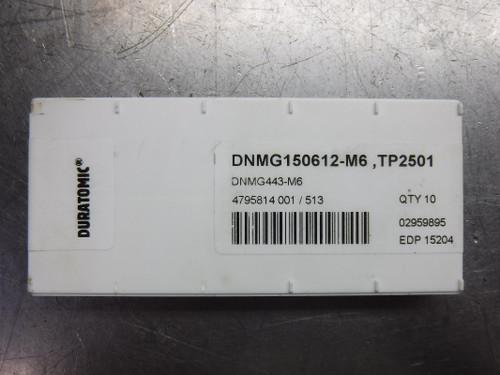 DURATOMIC®
DNMG150612-M6 ,TP2501
DNMG443-M6
4795814 001 / 513
QTY 10
02959895
EDP 15204